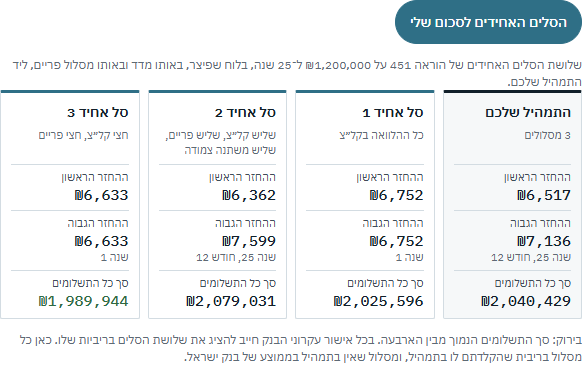 הסלים האחידים לסכום שלי
שלושת הסלים האחידים של הוראה 451 על ₪1,200,000 ל־25 שנה, בלוח שפיצר, באותו מדד ובאותו מסלול פריים, ליד
התמהיל שלכם.
התמהיל שלכם
3 מסלולים
ההחזר הראשון
₪6,517
ההחזר הגבוה
₪7,136
שנה 25, חודש 12
סך כל התשלומים
₪2,040,429
סל אחיד 1
כל ההלוואה בקל״צ
ההחזר הראשון
₪6,752
ההחזר הגבוה
₪6,752
שנה 1
סך כל התשלומים
₪2,025,596
סל אחיד 2
שליש קל״צ, שליש פריים,
שליש משתנה צמודה
ההחזר הראשון
₪6,362
ההחזר הגבוה
₪7,599
שנה 25, חודש 12
סך כל התשלומים
₪2,079,031
סל אחיד 3
חצי קל״צ, חצי פריים
ההחזר הראשון
₪6,633
ההחזר הגבוה
₪6,633
שנה 1
סך כל התשלומים
₪1,989,944
בירוק: סך התשלומים הנמוך מבין הארבעה. בכל אישור עקרוני הבנק חייב להציג את שלושת הסלים בריביות שלו. כאן כל
מסלול בריבית שהקלדתם לו בתמהיל, ומסלול שאין בתמהיל בממוצע של בנק ישראל.